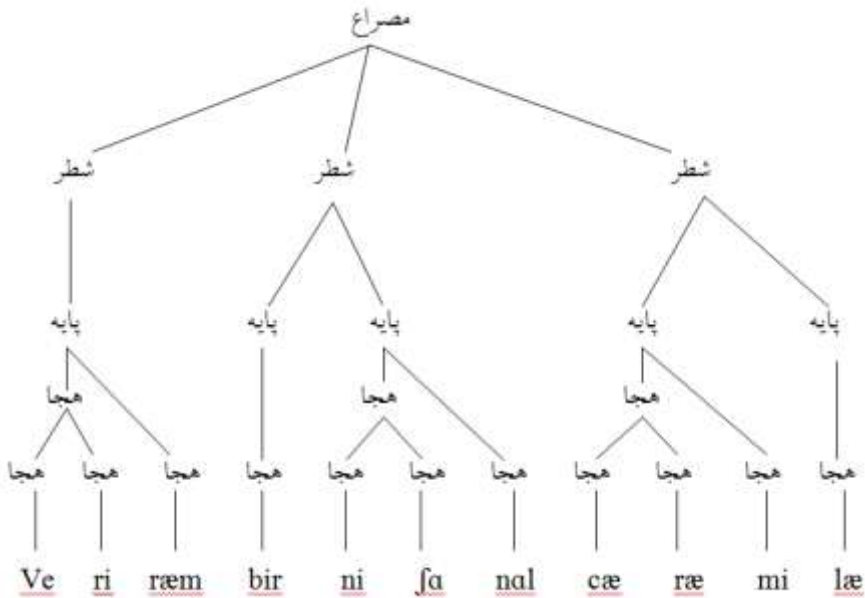 مصراع
شطر شطر شطر
پایه پایه پایه پایه پایه
هجا هجا هجا
هجا هجا هجا هجا هجا هجا هجا هجا هجا هجا هجا
Ve ri ræm bir ni ʃɑ nɑl cæ ræ mi læ